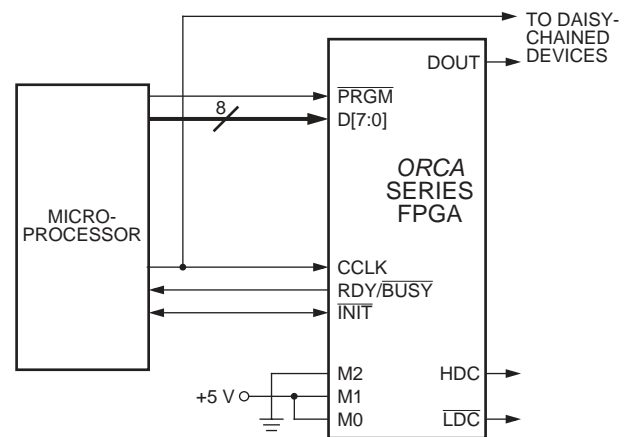 TO DAISY-
CHAINED
DEVICES
DOUT
PRGM
8
D[7:0]
ORCA
SERIES
FPGA
MICRO-
PROCESSOR
CCLK
RDY/BUSY
INIT
M2
HDC
+5 V
M1
M0
LDC